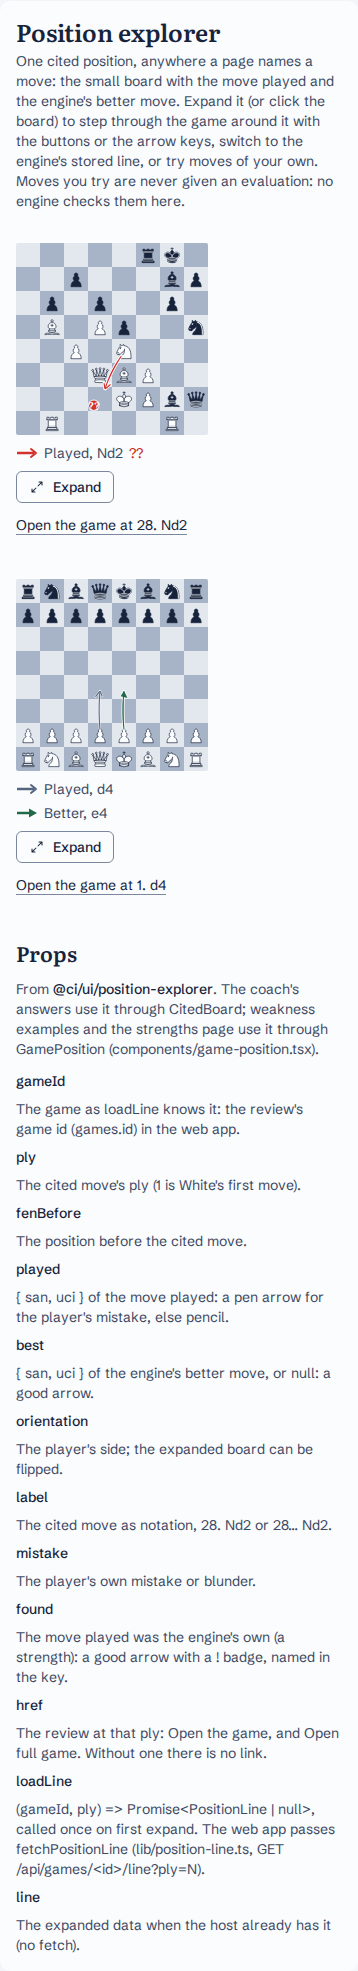 Position explorer
One cited position, anywhere a page names a
move: the small board with the move played and
the engine's better move. Expand it (or click the
board) to step through the game around it with
the buttons or the arrow keys, switch to the
engine's stored line, or try moves of your own.
Moves you try are never given an evaluation: no
engine checks them here.
??
Played, Nd2 ??
Expand
Open the game at 28. Nd2
Played, d4
Better, e4
Expand
Open the game at 1. d4
Props
From @ci/ui/position-explorer. The coach's
answers use it through CitedBoard; weakness
examples and the strengths page use it through
GamePosition (components/game-position.tsx).
gameId
The game as loadLine knows it: the review's
game id (games.id) in the web app.
ply
The cited move's ply (1 is White's first move).
fenBefore
The position before the cited move.
played
{ san, uci } of the move played: a pen arrow for
the player's mistake, else pencil.
best
{ san, uci } of the engine's better move, or null: a
good arrow.
orientation
The player's side; the expanded board can be
flipped.
label
The cited move as notation, 28. Nd2 or 28... Nd2.
mistake
The player's own mistake or blunder.
found
The move played was the engine's own (a
strength): a good arrow with a ! badge, named in
the key.
href
The review at that ply: Open the game, and Open
full game. Without one there is no link.
loadLine
(gameId, ply) => Promise<PositionLine | null>,
called once on first expand. The web app passes
fetchPositionLine (lib/position-line.ts, GET
/api/games/<id>/line?ply=N).
line
The expanded data when the host already has it
(no fetch).